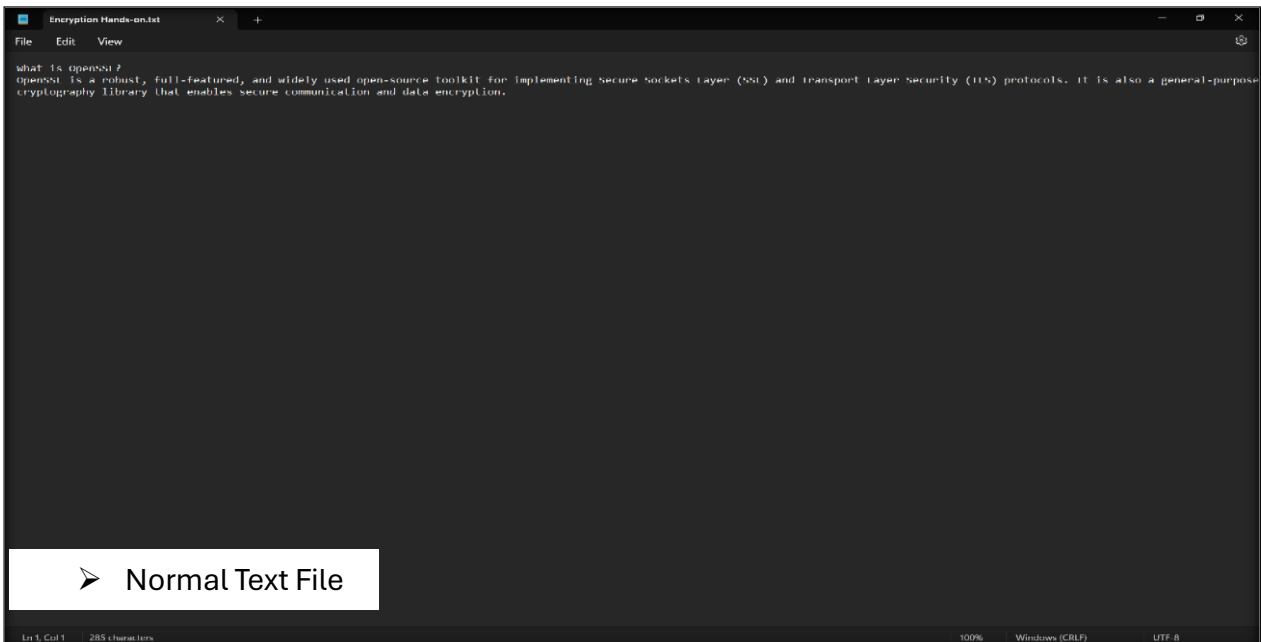 Encryption Hands-on.txt
File Edit View
What is OpenSSL?
OpenSSL is a robust, full-featured, and widely used open-source toolkit for implementing Secure Sockets Layer (SSL) and Transport Layer Security (TLS) protocols. It is also a general-purpose
cryptography library that enables secure communication and data encryption.
➢ Normal Text File
Ln 1, Col 1 285 characters 100% Windows (CRLF) UTF-8